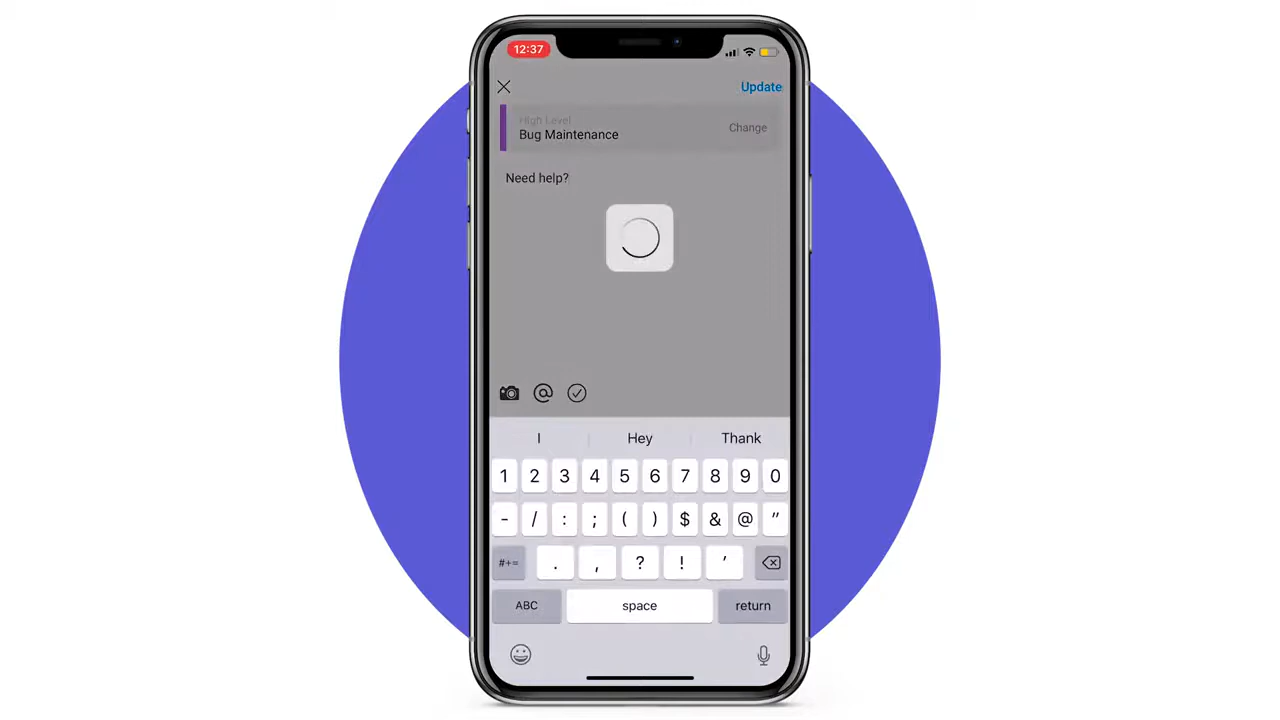 12:37
Update
High Level
Bug Maintenance
Change
Need help?
I Hey Thank
1 2 3 4 5 6 7 8 9 0
- / : ; ( ) $ & @ ”
#+= . , ? ! ’
ABC space return